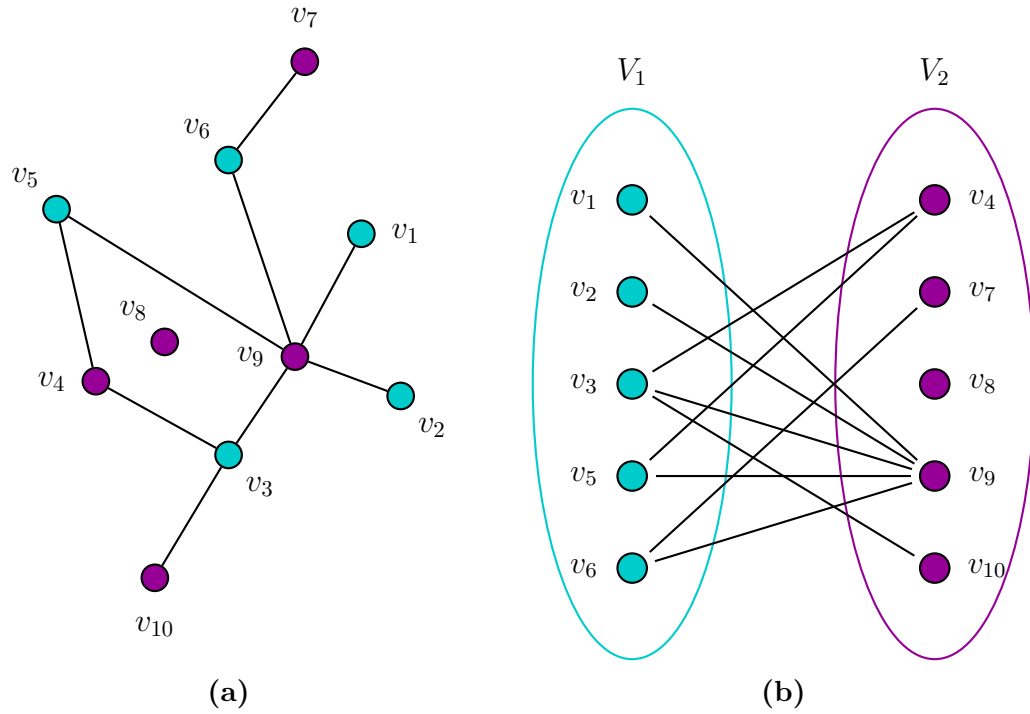 v₇
v₆
v₅
v₁
v₈
v₉
v₄
v₂
v₃
v₁₀
(a)
V₁ V₂
v₁ v₄
v₂ v₇
v₃ v₈
v₅ v₉
v₆ v₁₀
(b)